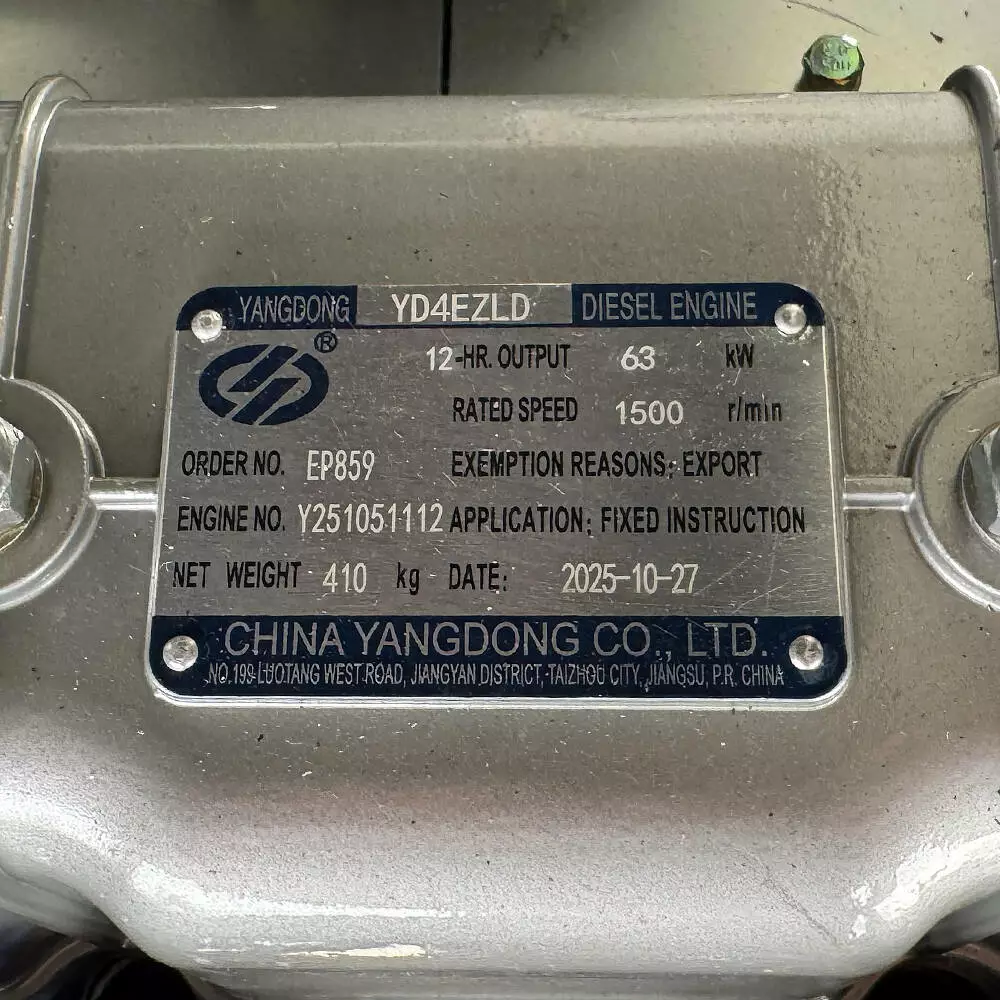 YANGDONG YD4EZLD DIESEL ENGINE
®
12-HR. OUTPUT 63 kW
RATED SPEED 1500 r/min
ORDER NO. EP859 EXEMPTION REASONS: EXPORT
ENGINE NO. Y251051112 APPLICATION: FIXED INSTRUCTION
NET WEIGHT 410 kg DATE: 2025-10-27
CHINA YANGDONG CO., LTD.
NO.199 LUOTANG WEST ROAD, JIANGYAN DISTRICT, TAIZHOU CITY, JIANGSU, P.R. CHINA